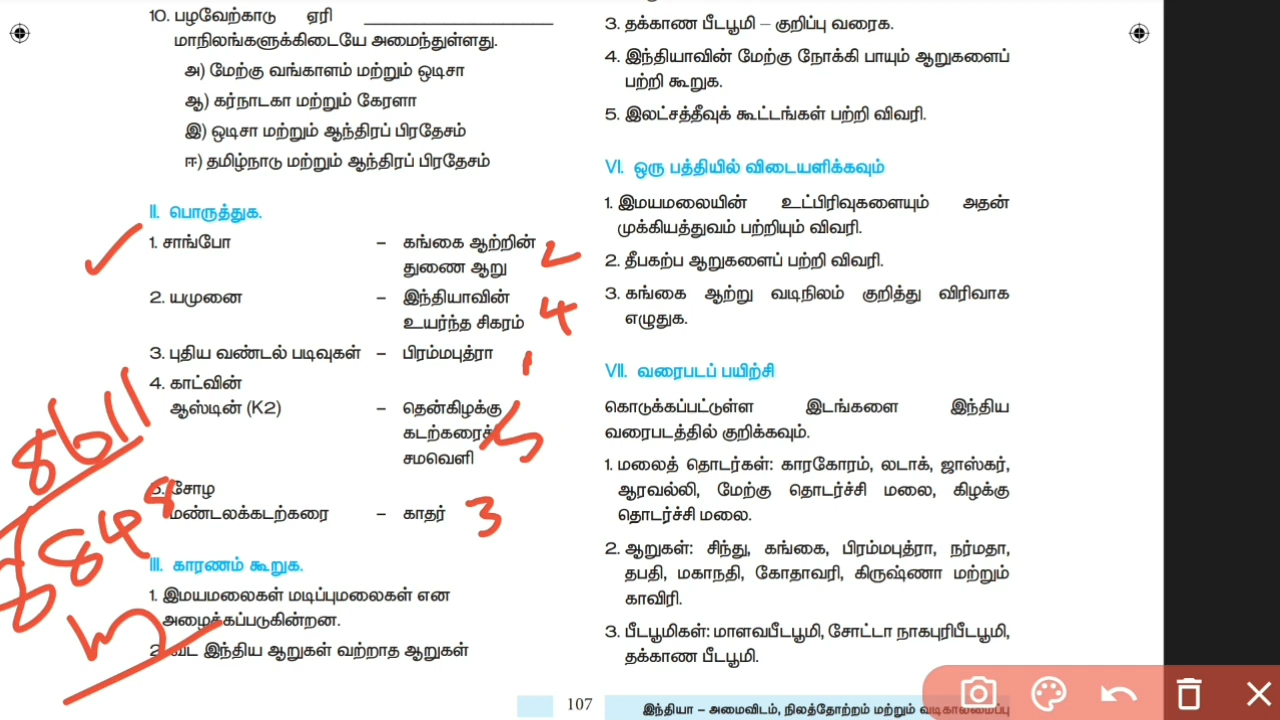 10. பழவேற்காடு ஏரி ____________________
மாநிலங்களுக்கிடையே அமைந்துள்ளது.
அ) மேற்கு வங்காளம் மற்றும் ஒடிசா
ஆ) கர்நாடகா மற்றும் கேரளா
இ) ஒடிசா மற்றும் ஆந்திரப் பிரதேசம்
ஈ) தமிழ்நாடு மற்றும் ஆந்திரப் பிரதேசம்
II. பொருத்துக.
1. சாங்போ – கங்கை ஆற்றின்
துணை ஆறு 2
2. யமுனை – இந்தியாவின்
உயர்ந்த சிகரம் 4
3. புதிய வண்டல் படிவுகள் – பிரம்மபுத்ரா 1
4. காட்வின்
ஆஸ்டின் (K2) – தென்கிழக்கு
கடற்கரைச் 5
சமவெளி
5. சோழ
மண்டலக்கடற்கரை – காதர் 3
III. காரணம் கூறுக.
1. இமயமலைகள் மடிப்புமலைகள் என
அழைக்கப்படுகின்றன.
2. வட இந்திய ஆறுகள் வற்றாத ஆறுகள்
3. தக்காண பீடபூமி – குறிப்பு வரைக.
4. இந்தியாவின் மேற்கு நோக்கி பாயும் ஆறுகளைப்
பற்றி கூறுக.
5. இலட்சத்தீவுக் கூட்டங்கள் பற்றி விவரி.
VI. ஒரு பத்தியில் விடையளிக்கவும்
1. இமயமலையின் உட்பிரிவுகளையும் அதன்
முக்கியத்துவம் பற்றியும் விவரி.
2. தீபகற்ப ஆறுகளைப் பற்றி விவரி.
3. கங்கை ஆற்று வடிநிலம் குறித்து விரிவாக
எழுதுக.
VII. வரைபடப் பயிற்சி
கொடுக்கப்பட்டுள்ள இடங்களை இந்திய
வரைபடத்தில் குறிக்கவும்.
1. மலைத் தொடர்கள்: காரகோரம், லடாக், ஜாஸ்கர்,
ஆரவல்லி, மேற்கு தொடர்ச்சி மலை, கிழக்கு
தொடர்ச்சி மலை.
2. ஆறுகள்: சிந்து, கங்கை, பிரம்மபுத்ரா, நர்மதா,
தபதி, மகாநதி, கோதாவரி, கிருஷ்ணா மற்றும்
காவிரி.
3. பீடபூமிகள்: மாளவபீடபூமி, சோட்டா நாகபுரிபீடபூமி,
தக்காண பீடபூமி.
107 இந்தியா – அமைவிடம், நிலத்தோற்றம் மற்றும் வடிகாலமைப்பு